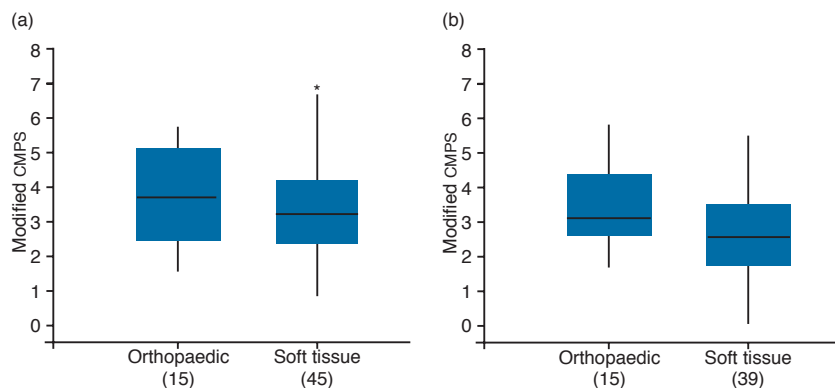 (a)
Modified CMPS
8
7
6
5
4
3
2
1
0
*
Orthopaedic
(15)
Soft tissue
(45)
(b)
Modified CMPS
8
7
6
5
4
3
2
1
0
Orthopaedic
(15)
Soft tissue
(39)